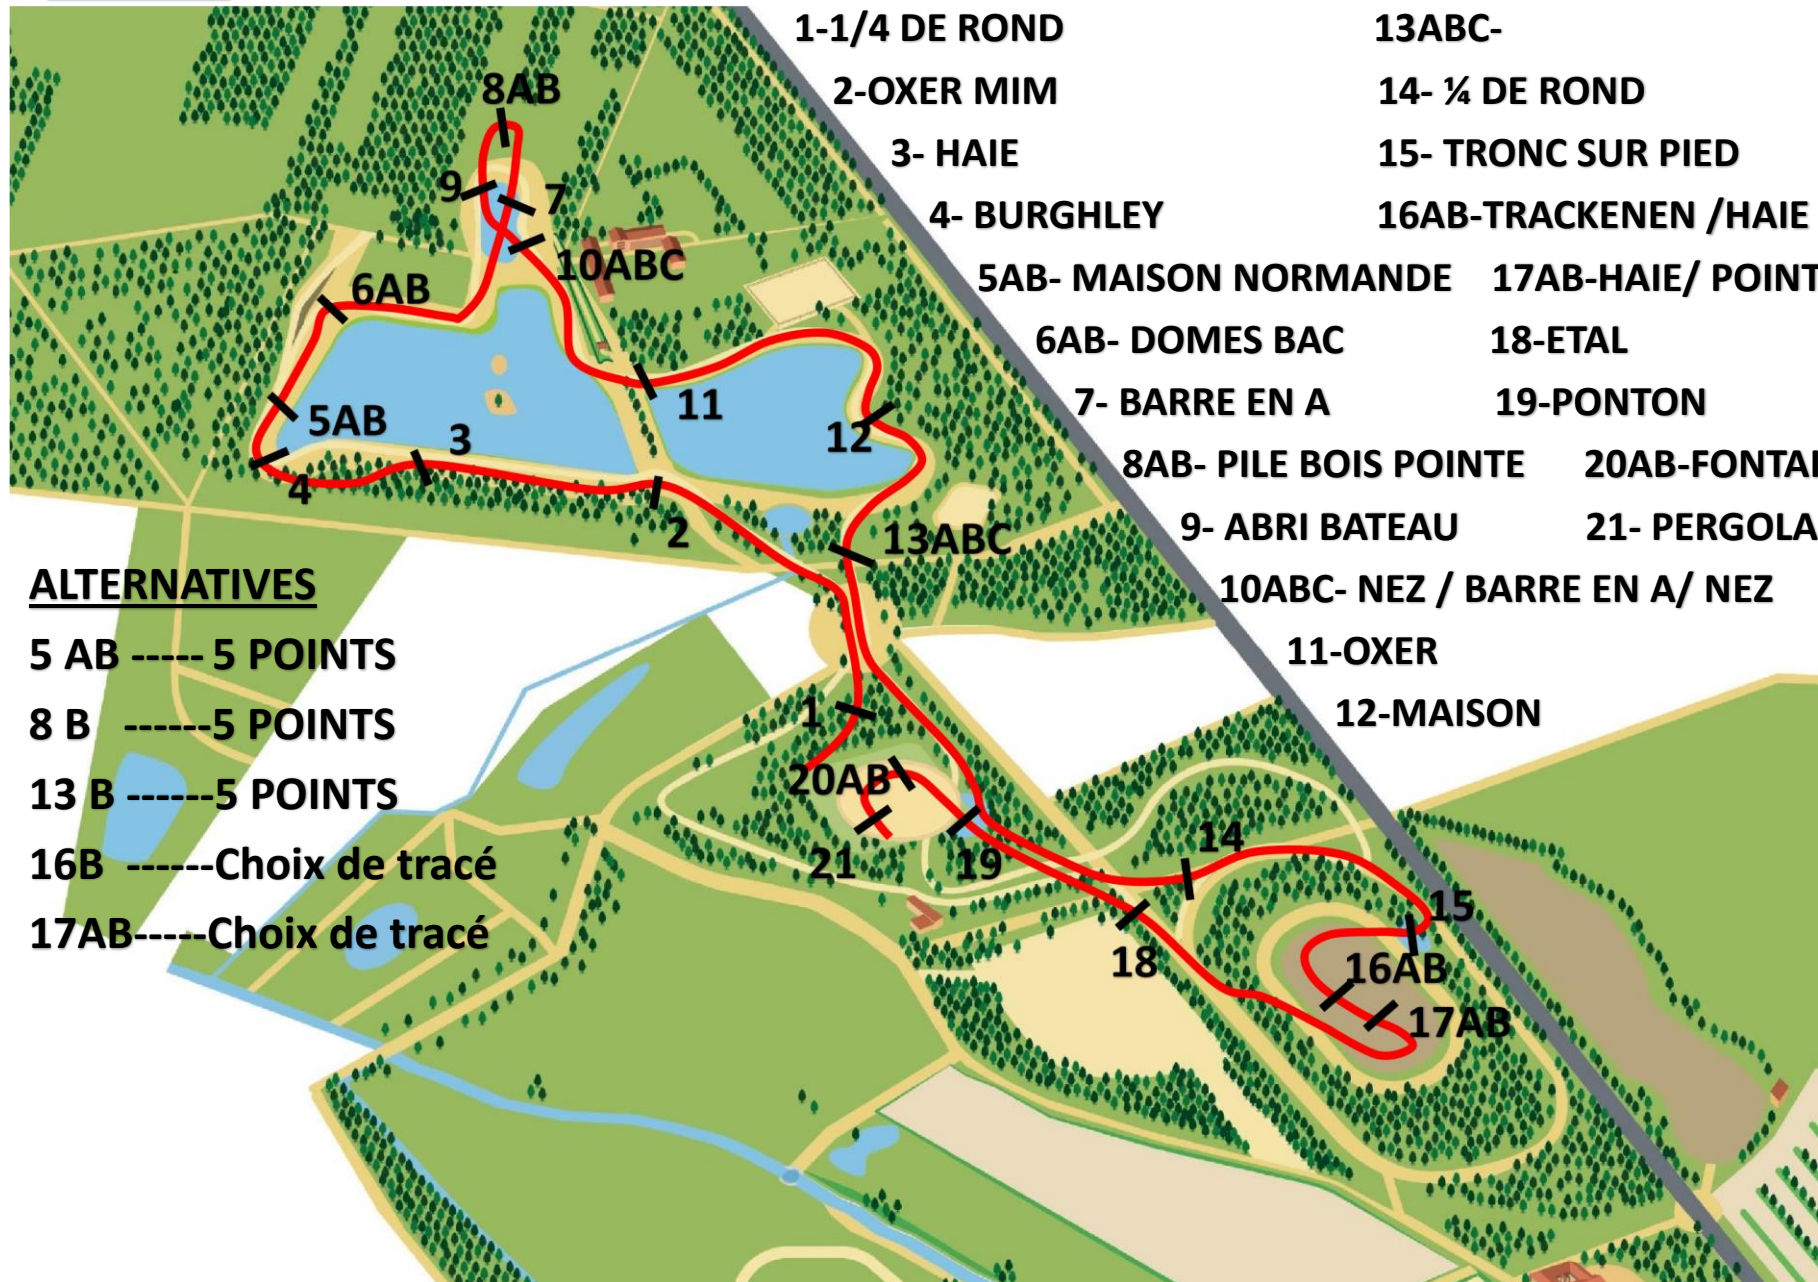 1-1/4 DE ROND
2-OXER MIM
3- HAIE
4- BURGHLEY
5AB- MAISON NORMANDE
6AB- DOMES BAC
7- BARRE EN A
8AB- PILE BOIS POINTE
9- ABRI BATEAU
10ABC- NEZ / BARRE EN A/ NEZ
11-OXER
12-MAISON
13ABC-
14- ¼ DE ROND
15- TRONC SUR PIED
16AB-TRACKENEN /HAIE
17AB-HAIE/ POINT
18-ETAL
19-PONTON
20AB-FONTAI
21- PERGOLA
ALTERNATIVES
5 AB ----- 5 POINTS
8 B ------5 POINTS
13 B ------5 POINTS
16B ------Choix de tracé
17AB-----Choix de tracé
8AB
9
7
10ABC
6AB
5AB
3
4
2
11
12
13ABC
1
20AB
21
19
14
18
15
16AB
17AB